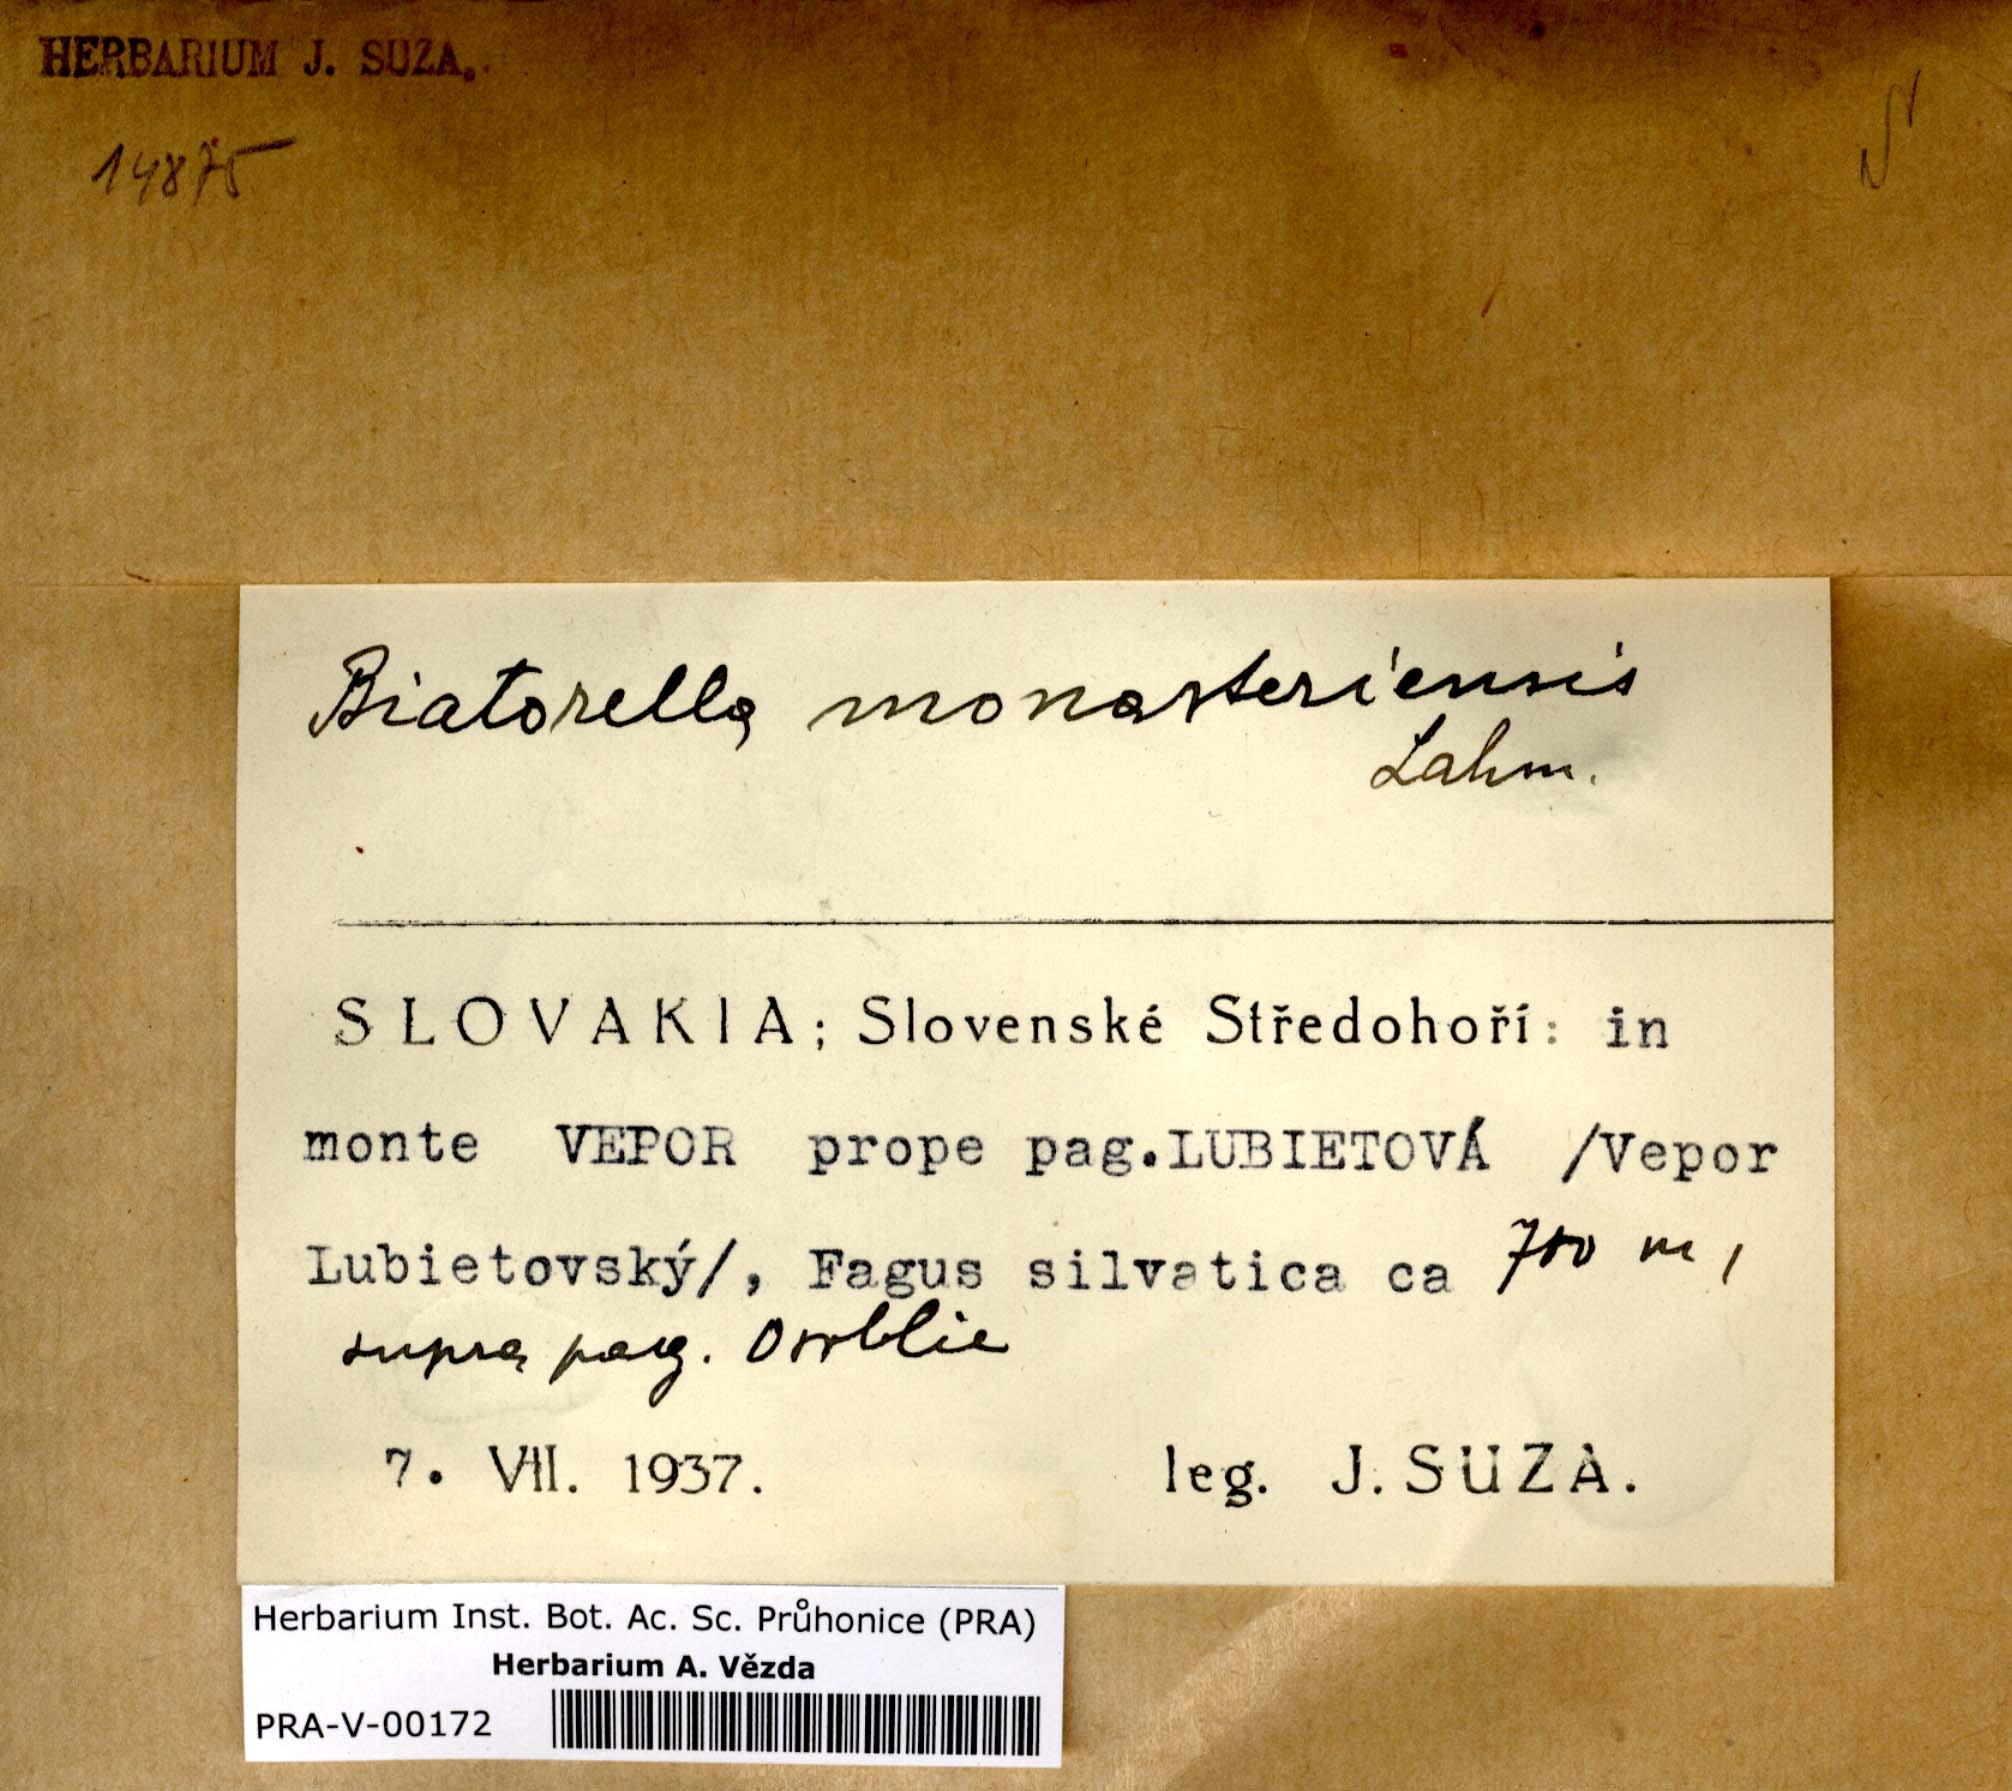 HERBARIUM J. SUZA.
14875
Biatorella monasteriensis
Lahm.
SLOVAKIA; Slovenské Středohoří: in
monte VEPOR prope pag. LUBIETOVÁ /Vepor
Lubietovský/, Fagus silvatica ca 700 m,
supra pag. Osrblie
7. VII. 1937. leg. J. SUZA.
Herbarium Inst. Bot. Ac. Sc. Průhonice (PRA)
Herbarium A. Vězda
PRA-V-00172